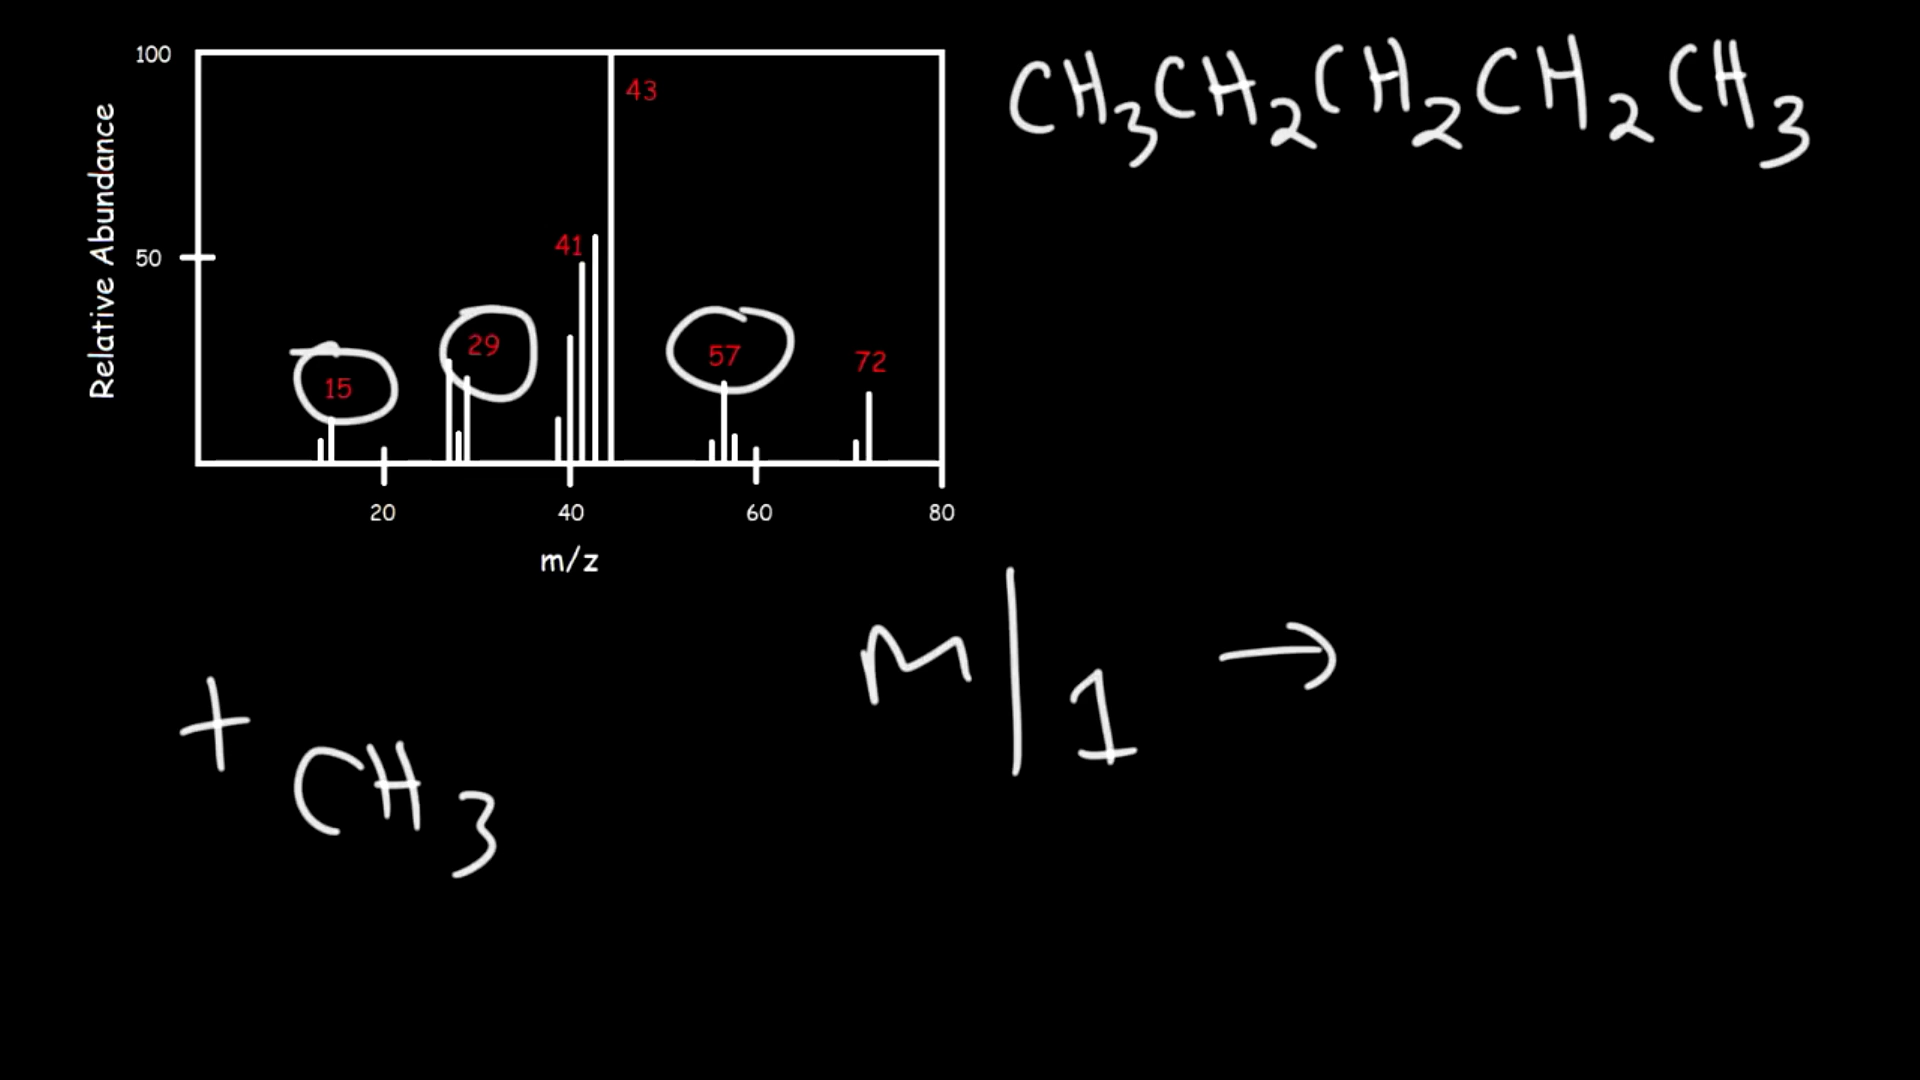 100
CH3CH2CH2CH2CH3
43
Relative Abundance
41
50
29
57
72
15
20 40 60 80
m/z
M/1 →
+CH3